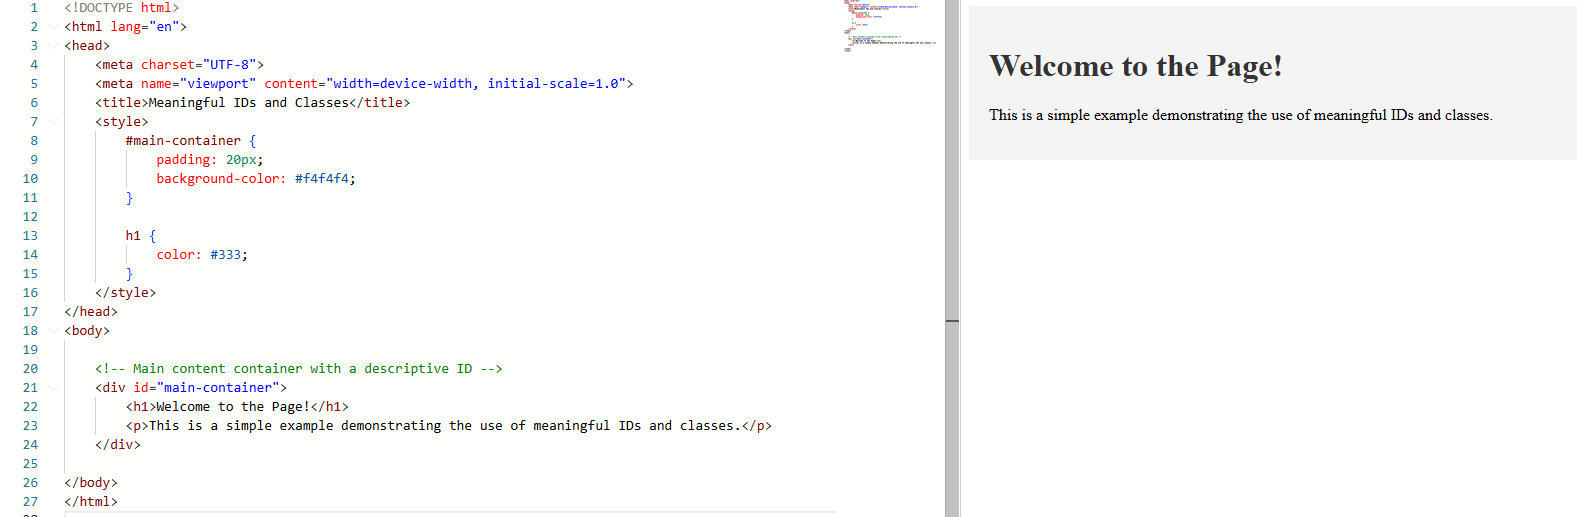 1 <!DOCTYPE html>
2 <html lang="en">
3 <head>
4     <meta charset="UTF-8">
5     <meta name="viewport" content="width=device-width, initial-scale=1.0">
6     <title>Meaningful IDs and Classes</title>
7     <style>
8         #main-container {
9             padding: 20px;
10             background-color: #f4f4f4;
11         }
12
13         h1 {
14             color: #333;
15         }
16     </style>
17 </head>
18 <body>
19
20     <!-- Main content container with a descriptive ID -->
21     <div id="main-container">
22         <h1>Welcome to the Page!</h1>
23         <p>This is a simple example demonstrating the use of meaningful IDs and classes.</p>
24     </div>
25
26 </body>
27 </html>
Welcome to the Page!
This is a simple example demonstrating the use of meaningful IDs and classes.